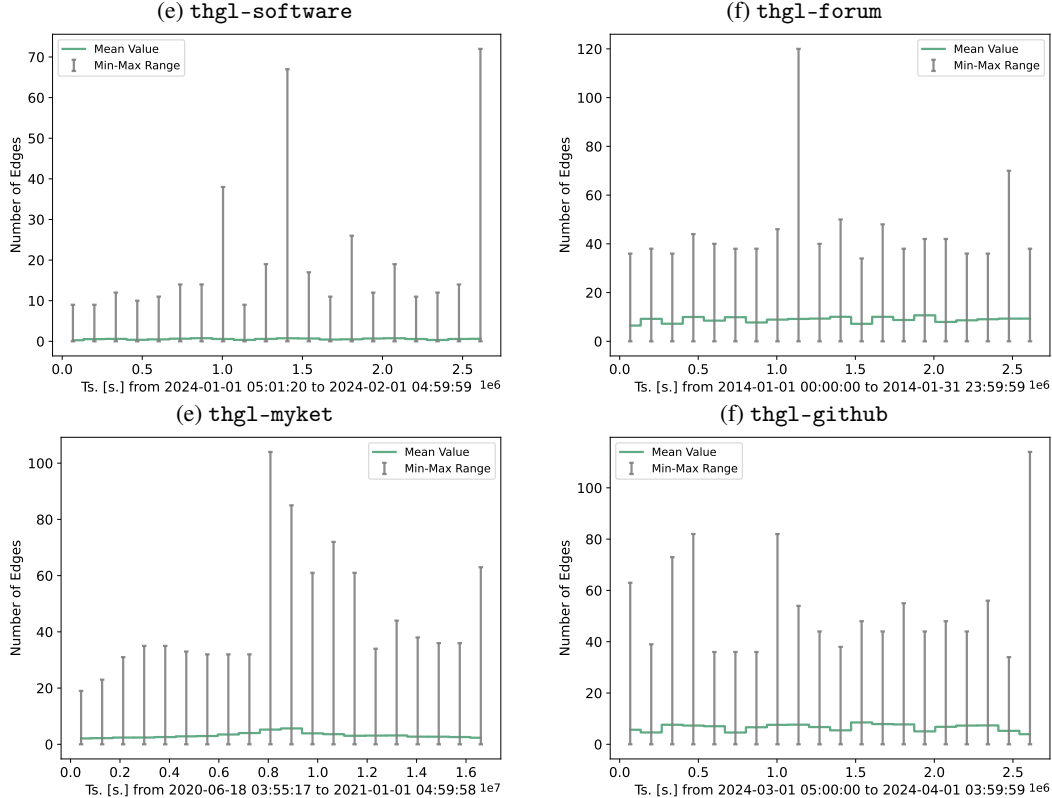 (e) thgl-software
Number of Edges
70
60
50
40
30
20
10
0
Mean Value
Min-Max Range
0.0 0.5 1.0 1.5 2.0 2.5
1e6
Ts. [s.] from 2024-01-01 05:01:20 to 2024-02-01 04:59:59
(f) thgl-forum
Number of Edges
120
100
80
60
40
20
0
Mean Value
Min-Max Range
0.0 0.5 1.0 1.5 2.0 2.5
1e6
Ts. [s.] from 2014-01-01 00:00:00 to 2014-01-31 23:59:59
(e) thgl-myket
Number of Edges
100
80
60
40
20
0
Mean Value
Min-Max Range
0.0 0.2 0.4 0.6 0.8 1.0 1.2 1.4 1.6
1e7
Ts. [s.] from 2020-06-18 03:55:17 to 2021-01-01 04:59:58
(f) thgl-github
Number of Edges
100
80
60
40
20
0
Mean Value
Min-Max Range
0.0 0.5 1.0 1.5 2.0 2.5
1e6
Ts. [s.] from 2024-03-01 05:00:00 to 2024-04-01 03:59:59